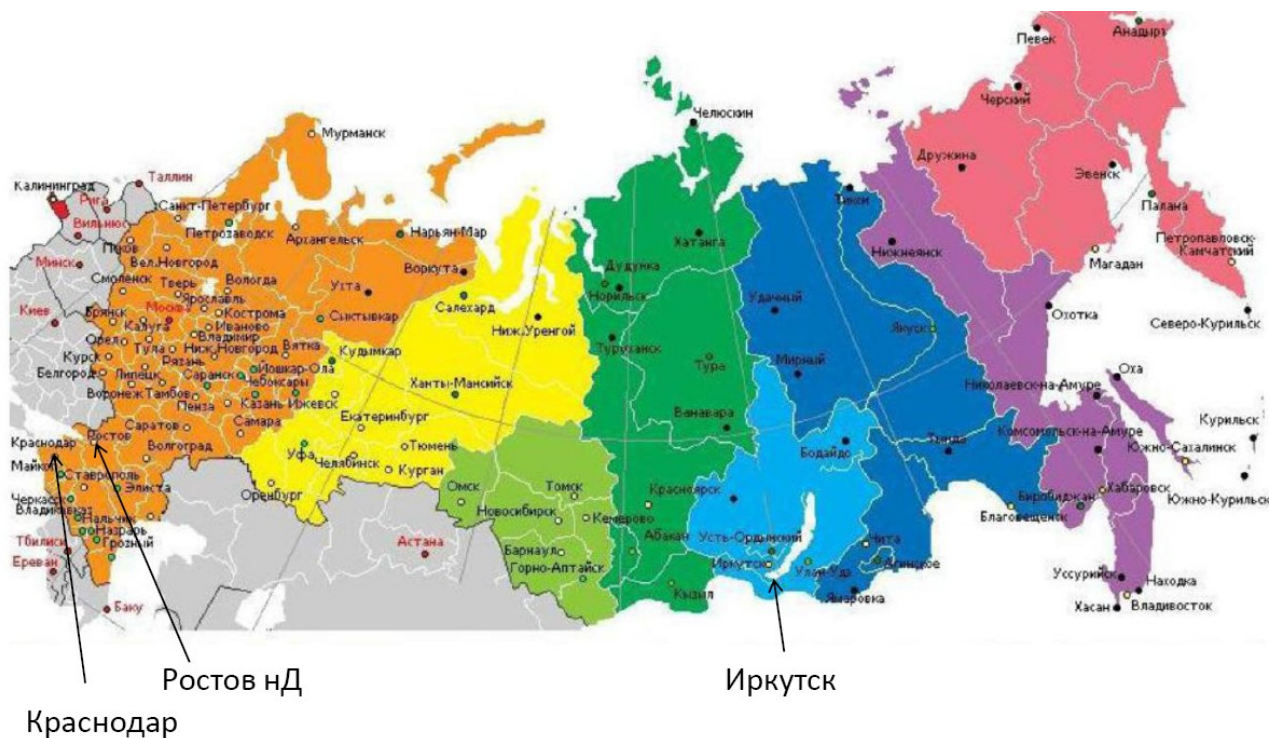 Анадырь
Певек
Черский
Челюскин
Мурманск
Дружина
Эвенск
Таллин
Калининград
Рига
Санкт-Петербург
Палана
Вильнюс
Петрозаводск
Архангельск
Нарьян-Мар
Хатанга
Тикси
Нижнеянск
Петропавловск-
Камчатский
Псков
Вел.Новгород
Минск
Воркута
Дудинка
Магадан
Смоленск
Тверь
Вологда
Ухта
Норильск
Удачный
Ярославль
Салехард
Охотка
Северо-Курильск
Киев
Брянск
Москва
Кострома
Сыктывкар
Ниж.Уренгой
Якуск
Калуга
Иваново
Владимир
Орел
Тула
Ниж.Новгород
Вятка
Кудымкар
Туруханск
Тура
Мирный
Курск
Рязань
Йошкар-Ола
Белгород
Липецк
Саранск
Чебоксары
Ханты-Мансийск
Николаевск-на-Амуре
Оха
Воронеж
Тамбов
Пенза
Казань
Ижевск
Екатеринбург
Ванавара
Курильск
Саратов
Самара
Тюмень
Бодайдо
Тында
Комсомольск-на-Амуре
Краснодар
Ростов
Волгоград
Уфа
Челябинск
Курган
Южно-Сахалинск
Майкоп
Ставрополь
Элиста
Оренбург
Омск
Томск
Красноярск
Биробиджан
Хабаровск
Южно-Курильск
Черкасск
Владикавказ
Новосибирск
Кемерово
Благовещенск
Нальчик
Назрань
Грозный
Тбилиси
Астана
Барнаул
Абакан
Усть-Ордынский
Чита
Ереван
Горно-Алтайск
Иркутск
Улан-Удэ
Агинское
Уссурийск
Находка
Баку
Кызыл
Ямаровка
Хасан
Владивосток
Ростов нД
Иркутск
Краснодар